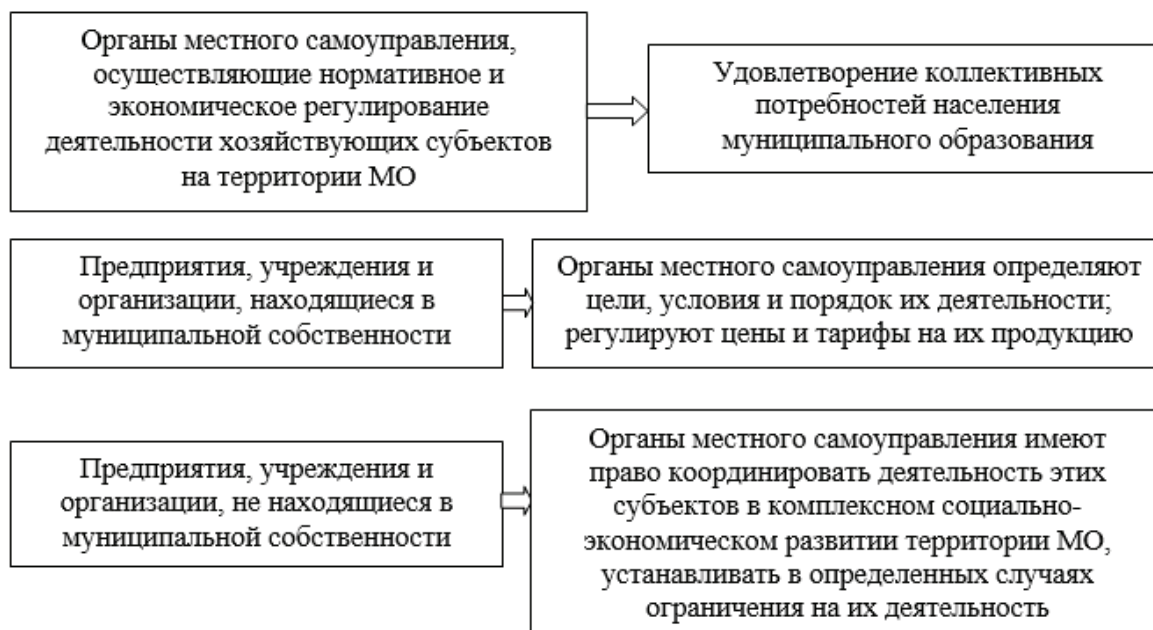 Органы местного самоуправления,
осуществляющие нормативное и
экономическое регулирование
деятельности хозяйствующих субъектов
на территории МО
Удовлетворение коллективных
потребностей населения
муниципального образования
Предприятия, учреждения и
организации, находящиеся в
муниципальной собственности
Органы местного самоуправления определяют
цели, условия и порядок их деятельности;
регулируют цены и тарифы на их продукцию
Предприятия, учреждения и
организации, не находящиеся в
муниципальной собственности
Органы местного самоуправления имеют
право координировать деятельность этих
субъектов в комплексном социально-
экономическом развитии территории МО,
устанавливать в определенных случаях
ограничения на их деятельность